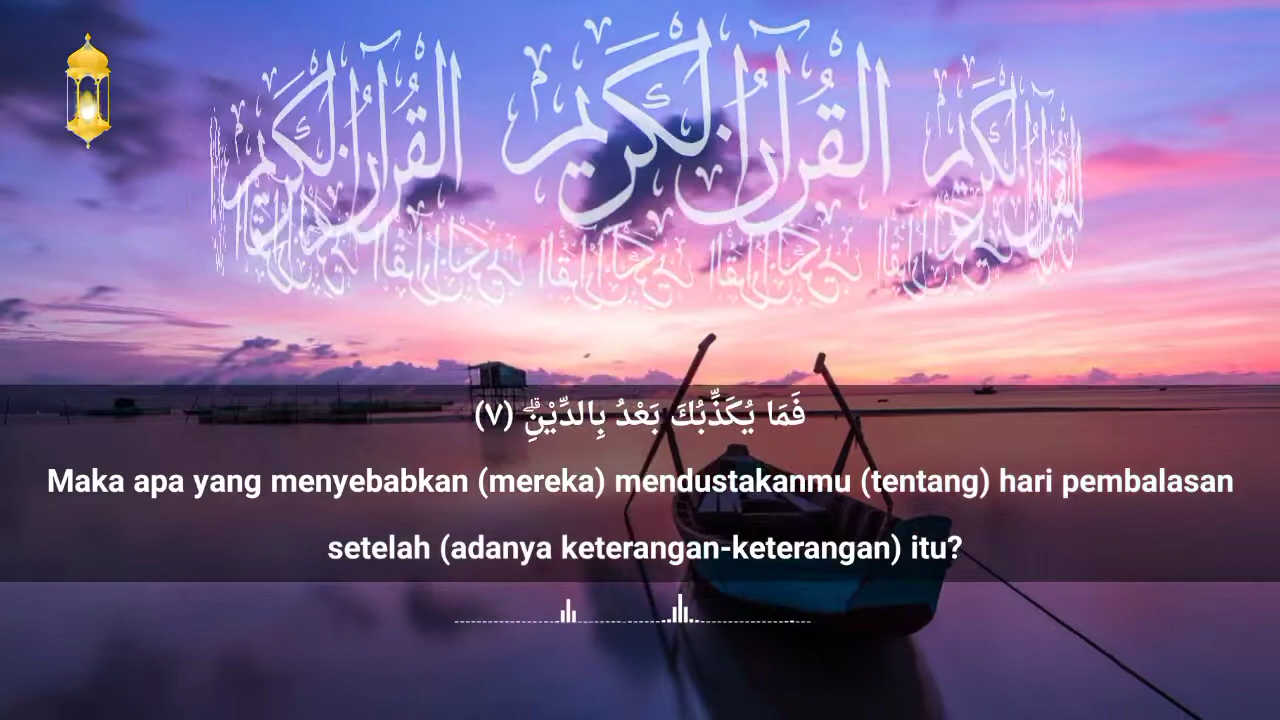 القرآن الكريم القرآن الكريم القرآن الكريم
فَمَا يُكَذِّبُكَ بَعْدُ بِالدِّيْنِۗ (٧)
Maka apa yang menyebabkan (mereka) mendustakanmu (tentang) hari pembalasan
setelah (adanya keterangan-keterangan) itu?